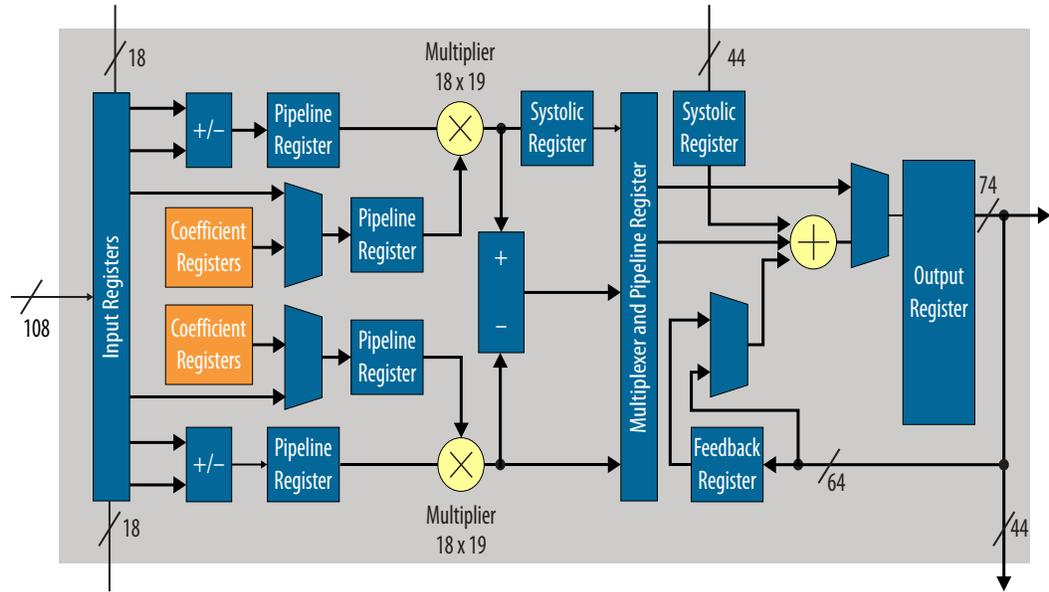 18
44
Multiplier
18 x 19
+/−
Pipeline
Register
Systolic
Register
Systolic
Register
74
Coefficient
Registers
Pipeline
Register
+
−
Input Registers
Multiplexer and Pipeline Register
Output
Register
108
Coefficient
Registers
Pipeline
Register
+/−
Pipeline
Register
Feedback
Register
64
18
Multiplier
18 x 19
44